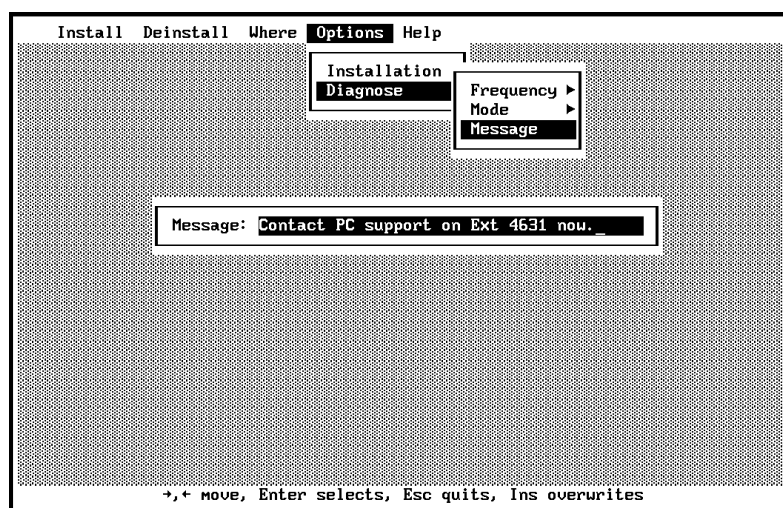 Install Deinstall Where Options Help
Installation
Diagnose
Frequency ►
Mode ►
Message
Message: Contact PC support on Ext 4631 now._
→,← move, Enter selects, Esc quits, Ins overwrites